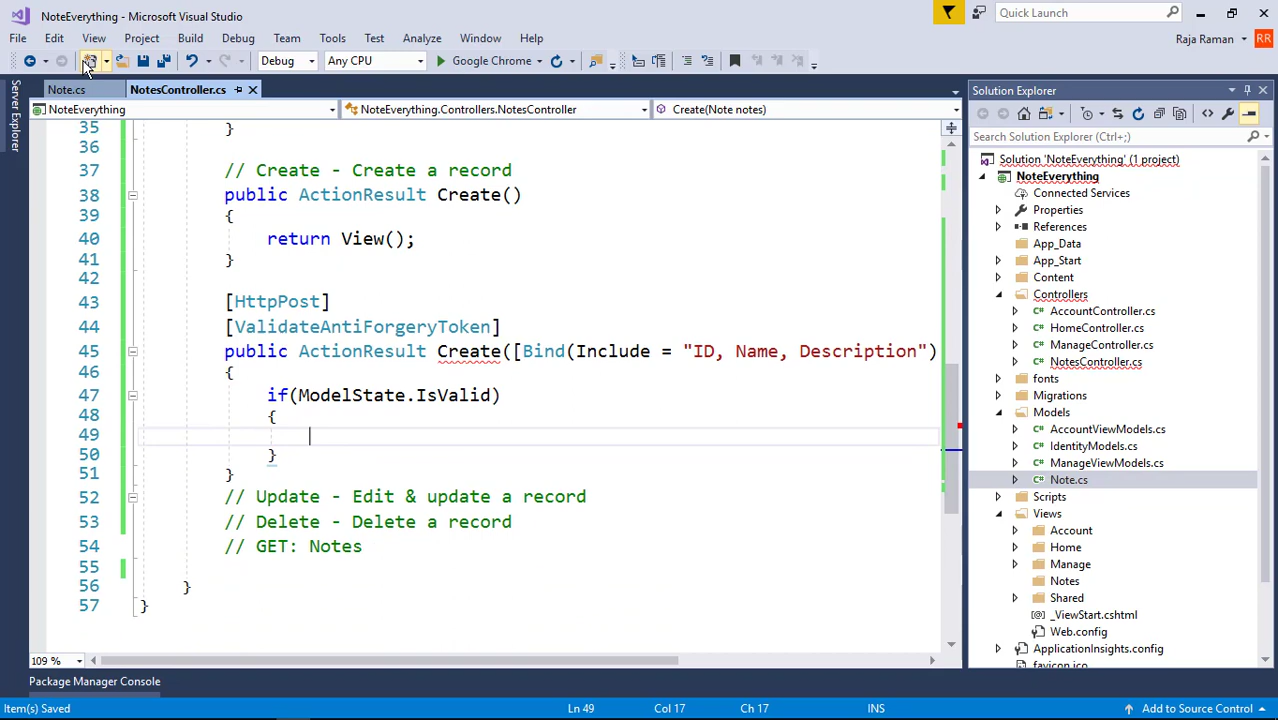 NoteEverything - Microsoft Visual Studio
Quick Launch
File Edit View Project Build Debug Team Tools Test Analyze Window Help
Raja Raman RR
Debug Any CPU Google Chrome
Server Explorer
Note.cs NotesController.cs
NoteEverything NoteEverything.Controllers.NotesController Create(Note notes)
35 }
36
37 // Create - Create a record
38 public ActionResult Create()
39 {
40 return View();
41 }
42
43 [HttpPost]
44 [ValidateAntiForgeryToken]
45 public ActionResult Create([Bind(Include = "ID, Name, Description")
46 {
47 if(ModelState.IsValid)
48 {
49
50 }
51 }
52 // Update - Edit & update a record
53 // Delete - Delete a record
54 // GET: Notes
55
56 }
57 }
109 %
Package Manager Console
Item(s) Saved Ln 49 Col 17 Ch 17 INS Add to Source Control
Solution Explorer
Search Solution Explorer (Ctrl+;)
Solution 'NoteEverything' (1 project)
NoteEverything
Connected Services
Properties
References
App_Data
App_Start
Content
Controllers
C# AccountController.cs
C# HomeController.cs
C# ManageController.cs
C# NotesController.cs
fonts
Migrations
Models
C# AccountViewModels.cs
C# IdentityModels.cs
C# ManageViewModels.cs
C# Note.cs
Scripts
Views
Account
Home
Manage
Notes
Shared
_ViewStart.cshtml
Web.config
ApplicationInsights.config
favicon.ico